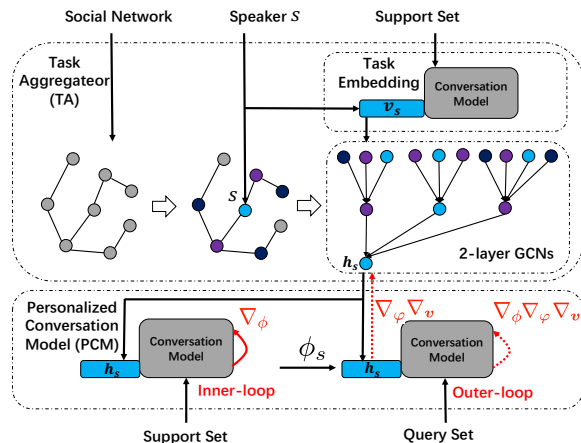 Social Network
Speaker S
Support Set
Task
Aggregateor
(TA)
Task
Embedding
Conversation
Model
v_s
S
h_s
2-layer GCNs
Personalized
Conversation
Model (PCM)
∇_ϕ
∇_φ ∇_v
∇_ϕ ∇_φ ∇_v
Conversation
Model
ϕ_s
Conversation
Model
h_s
h_s
Inner-loop
Outer-loop
Support Set
Query Set